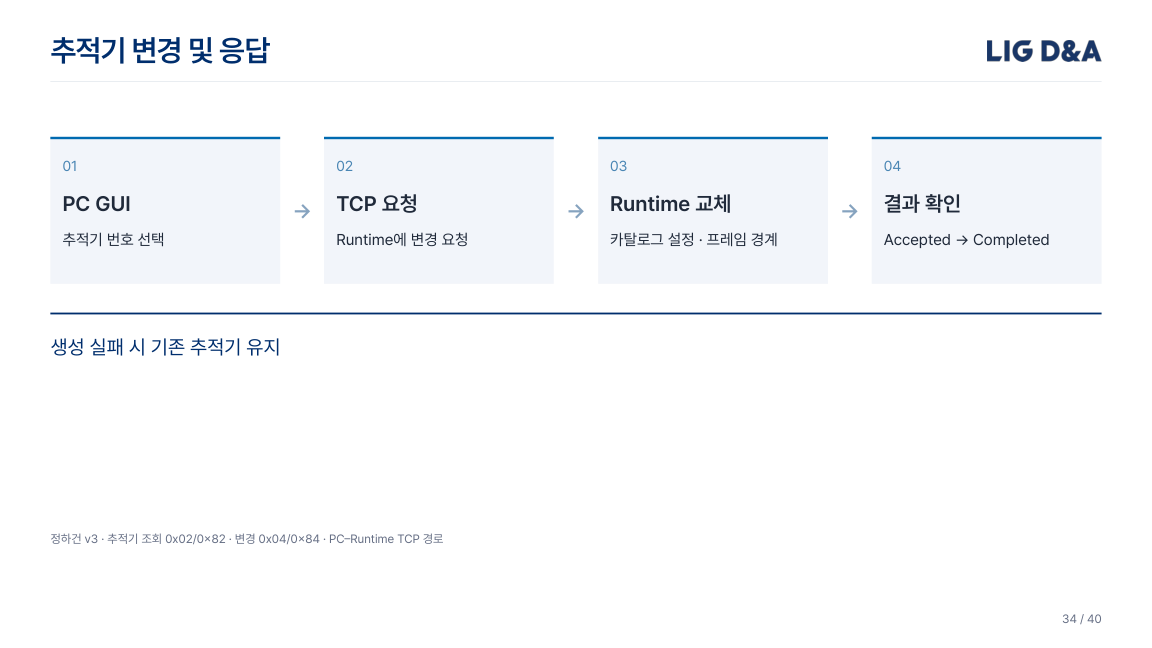 추적기 변경 및 응답
LIG D&A
01
PC GUI
추적기 번호 선택
→
02
TCP 요청
Runtime에 변경 요청
→
03
Runtime 교체
카탈로그 설정 · 프레임 경계
→
04
결과 확인
Accepted → Completed
생성 실패 시 기존 추적기 유지
정하건 v3 · 추적기 조회 0x02/0×82 · 변경 0x04/0×84 · PC–Runtime TCP 경로
34 / 40